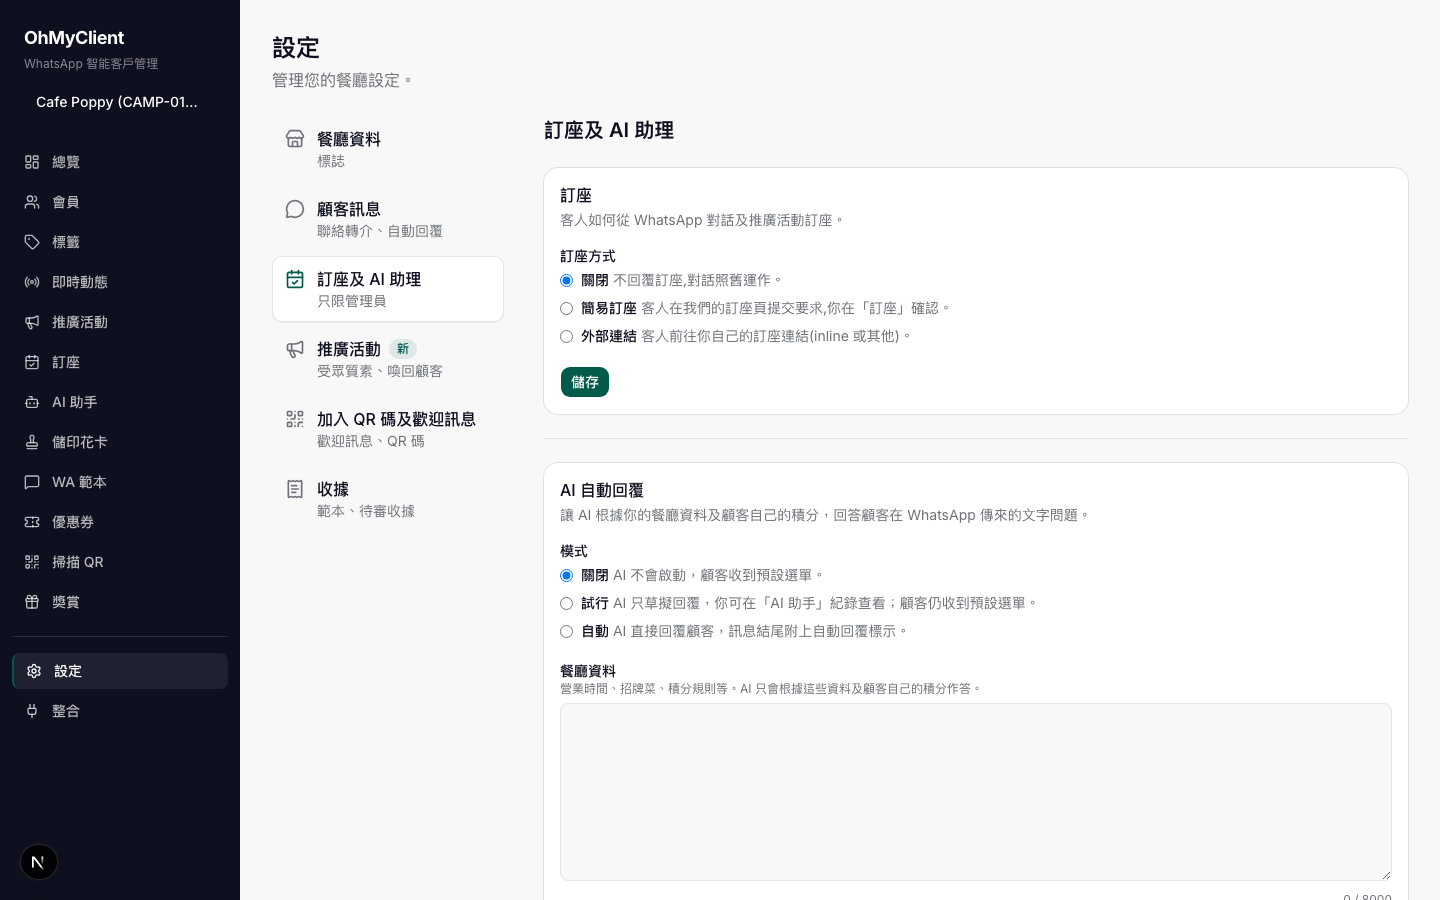 OhMyClient
WhatsApp 智能客戶管理
Cafe Poppy (CAMP-01...
總覽
會員
標籤
即時動態
推廣活動
訂座
AI 助手
儲印花卡
WA 範本
優惠券
掃描 QR
獎賞
設定
整合
N
設定
管理您的餐廳設定。
餐廳資料
標誌
顧客訊息
聯絡轉介、自動回覆
訂座及 AI 助理
只限管理員
推廣活動 新
受眾質素、喚回顧客
加入 QR 碼及歡迎訊息
歡迎訊息、QR 碼
收據
範本、待審收據
訂座及 AI 助理
訂座
客人如何從 WhatsApp 對話及推廣活動訂座。
訂座方式
關閉 不回覆訂座,對話照舊運作。
簡易訂座 客人在我們的訂座頁提交要求,你在「訂座」確認。
外部連結 客人前往你自己的訂座連結(inline 或其他)。
儲存
AI 自動回覆
讓 AI 根據你的餐廳資料及顧客自己的積分，回答顧客在 WhatsApp 傳來的文字問題。
模式
關閉 AI 不會啟動，顧客收到預設選單。
試行 AI 只草擬回覆，你可在「AI 助手」紀錄查看；顧客仍收到預設選單。
自動 AI 直接回覆顧客，訊息結尾附上自動回覆標示。
餐廳資料
營業時間、招牌菜、積分規則等。AI 只會根據這些資料及顧客自己的積分作答。
0 / 8000